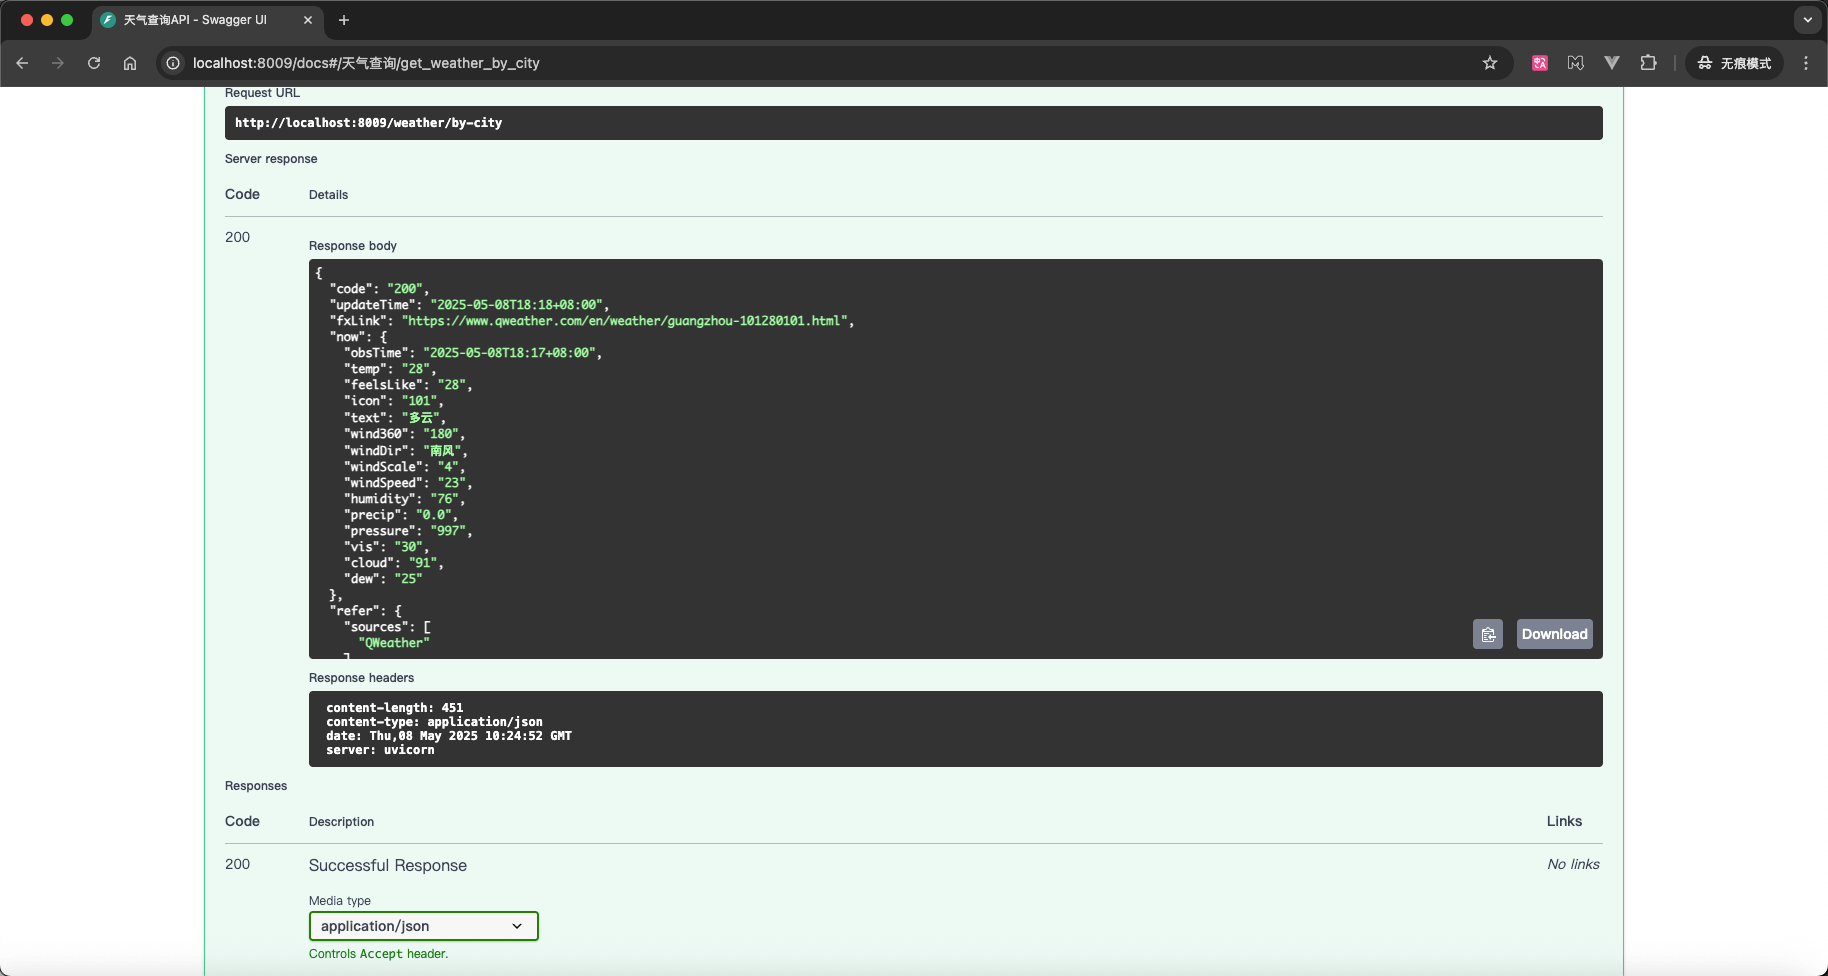 天气查询API - Swagger UI
localhost:8009/docs#/天气查询/get_weather_by_city
无痕模式
Request URL
http://localhost:8009/weather/by-city
Server response
Code Details
200
Response body
{
"code": "200",
"updateTime": "2025-05-08T18:18+08:00",
"fxLink": "https://www.qweather.com/en/weather/guangzhou-101280101.html",
"now": {
"obsTime": "2025-05-08T18:17+08:00",
"temp": "28",
"feelsLike": "28",
"icon": "101",
"text": "多云",
"wind360": "180",
"windDir": "南风",
"windScale": "4",
"windSpeed": "23",
"humidity": "76",
"precip": "0.0",
"pressure": "997",
"vis": "30",
"cloud": "91",
"dew": "25"
},
"refer": {
"sources": [
"QWeather"
]
Download
Response headers
content-length: 451
content-type: application/json
date: Thu,08 May 2025 10:24:52 GMT
server: uvicorn
Responses
Code Description Links
200 Successful Response No links
Media type
application/json
Controls Accept header.